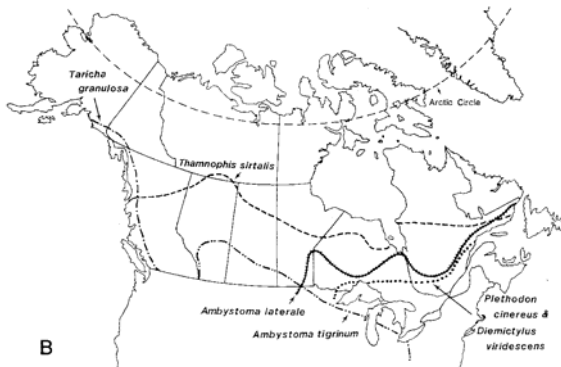 Taricha
granulosa
Arctic Circle
Thamnophis sirtalis
Ambystoma laterale
Ambystoma tigrinum
Plethodon
cinereus &
Diemictylus
viridescens
B